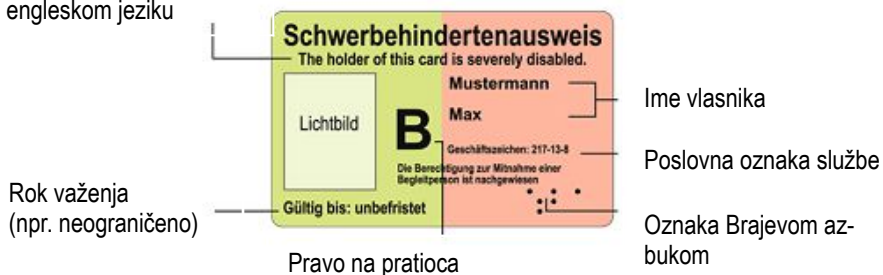 engleskom jeziku
Schwerbehindertenausweis
The holder of this card is severely disabled.
Mustermann
Max
Lichtbild
B
Geschäftszeichen: 217-13-8
Die Berechtigung zur Mitnahme einer
Begleitperson ist nachgewiesen
Gültig bis: unbefristet
Ime vlasnika
Poslovna oznaka službe
Oznaka Brajevom az-
bukom
Rok važenja
(npr. neograničeno)
Pravo na pratioca